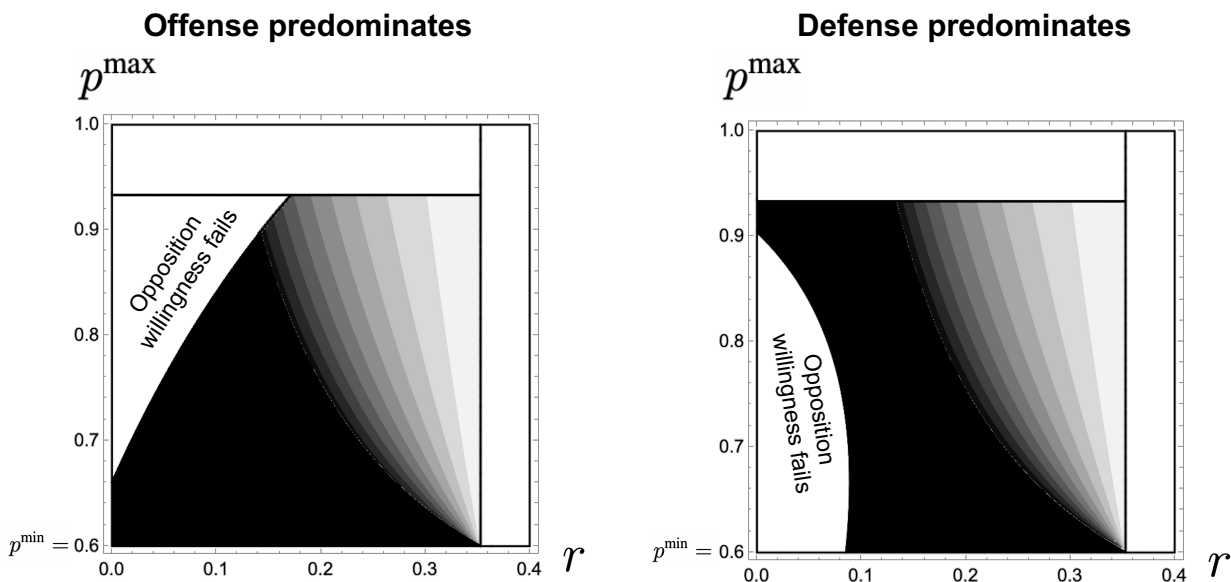 Offense predominates
p^max
1.0
0.9
0.8
0.7
p^min = 0.6
Opposition
willingness fails
0.0 0.1 0.2 0.3 0.4
r
Defense predominates
p^max
1.0
0.9
0.8
0.7
p^min = 0.6
Opposition
willingness fails
0.0 0.1 0.2 0.3 0.4
r